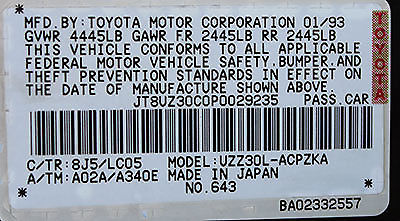 MFD.BY:TOYOTA MOTOR CORPORATION 01/93
GVWR 4445LB GAWR FR 2445LB RR 2445LB
THIS VEHICLE CONFORMS TO ALL APPLICABLE
FEDERAL MOTOR VEHICLE SAFETY.BUMPER.AND
THEFT PREVENTION STANDARDS IN EFFECT ON
THE DATE OF MANUFACTURE SHOWN ABOVE.
JT8UZ30C0P0029235 PASS.CAR
C/TR:8J5/LC05 MODEL:UZZ30L-ACPZKA
A/TM:A02A/A340E MADE IN JAPAN
NO.643
BA02332557
TOYOTA